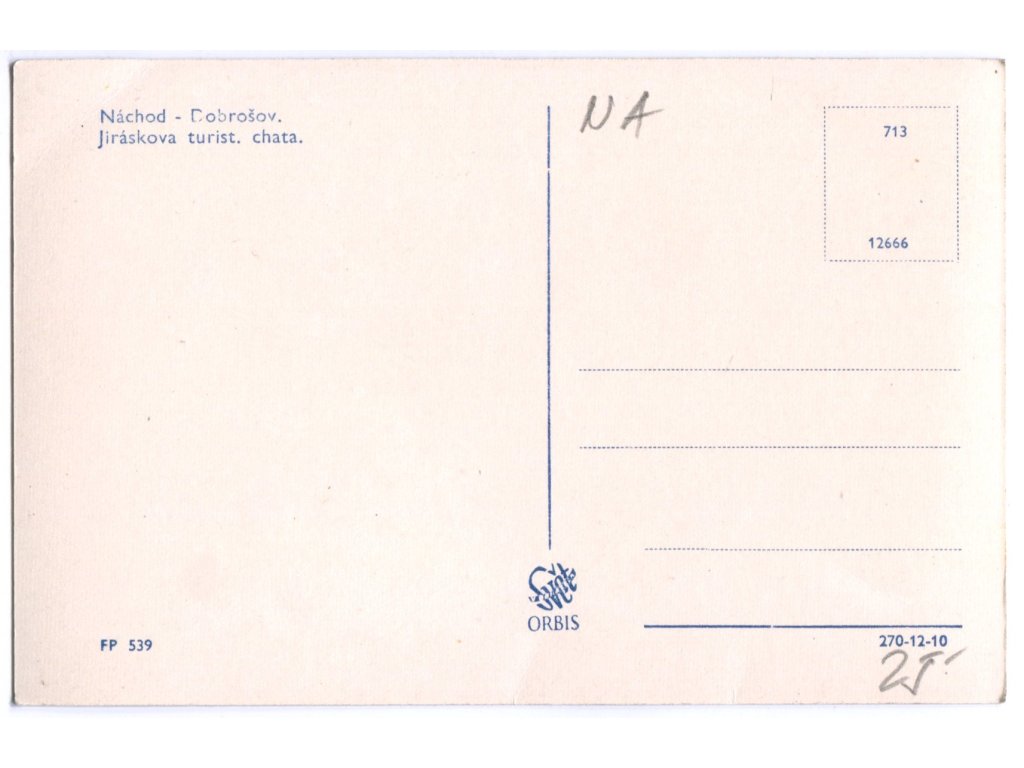 Náchod - Dobrošov.
Jiráskova turist. chata.
NA
713
12666
ORBIS
FP 539
270-12-10
25